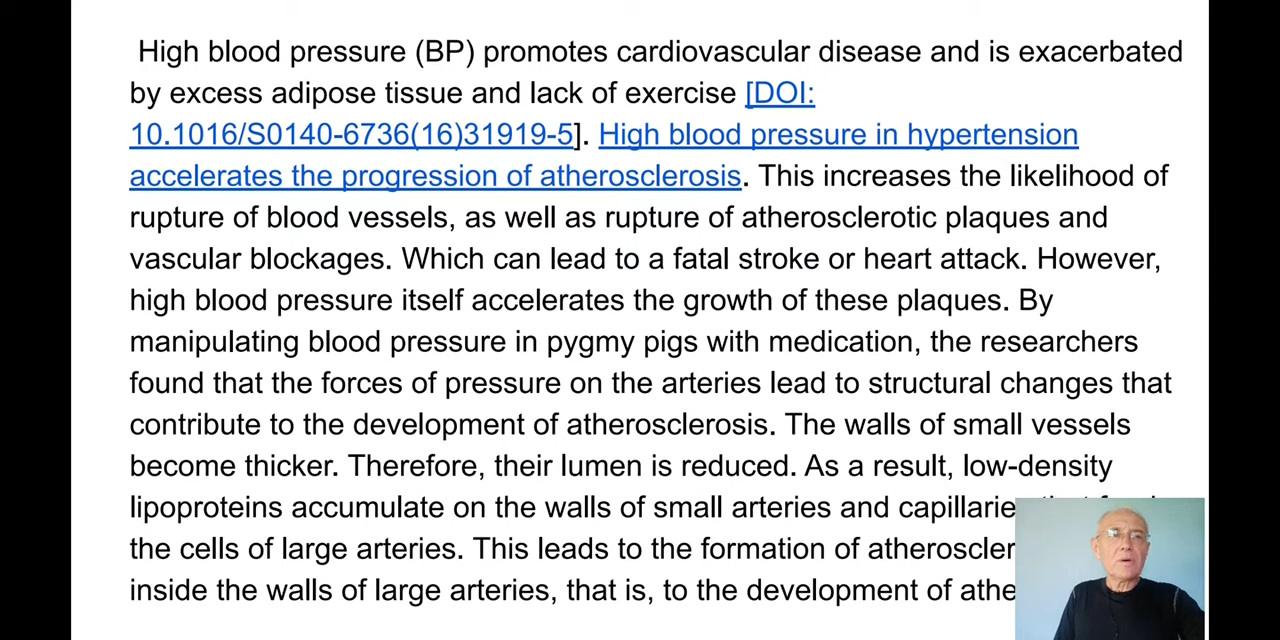 High blood pressure (BP) promotes cardiovascular disease and is exacerbated
by excess adipose tissue and lack of exercise [DOI:
10.1016/S0140-6736(16)31919-5]. High blood pressure in hypertension
accelerates the progression of atherosclerosis. This increases the likelihood of
rupture of blood vessels, as well as rupture of atherosclerotic plaques and
vascular blockages. Which can lead to a fatal stroke or heart attack. However,
high blood pressure itself accelerates the growth of these plaques. By
manipulating blood pressure in pygmy pigs with medication, the researchers
found that the forces of pressure on the arteries lead to structural changes that
contribute to the development of atherosclerosis. The walls of small vessels
become thicker. Therefore, their lumen is reduced. As a result, low-density
lipoproteins accumulate on the walls of small arteries and
the cells of large arteries. This leads to the formation of
inside the walls of large arteries, that is, to the development of